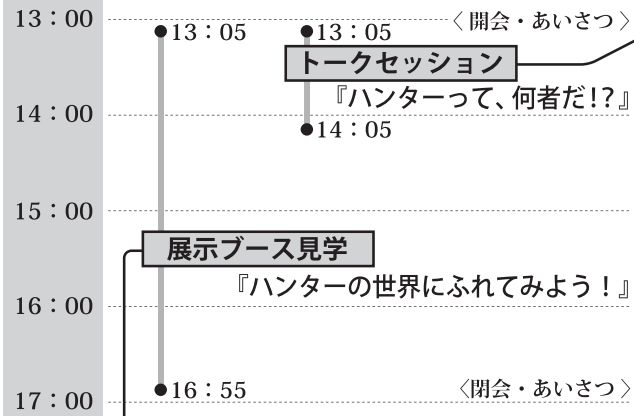 13：00
〈 開会・あいさつ 〉
13：05
13：05
トークセッション
『ハンターって、何者だ!?』
14：00
14：05
15：00
展示ブース見学
『ハンターの世界にふれてみよう！』
16：00
16：55
〈閉会・あいさつ 〉
17：00